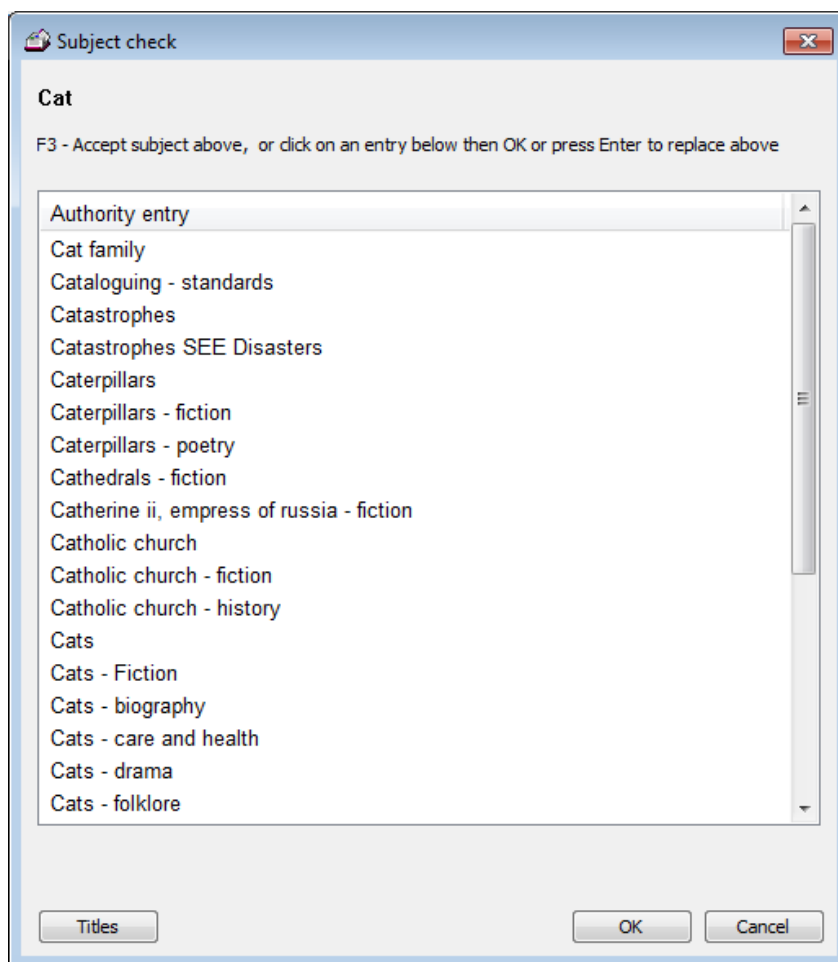 Subject check
Cat
F3 - Accept subject above, or click on an entry below then OK or press Enter to replace above
Authority entry
Cat family
Cataloguing - standards
Catastrophes
Catastrophes SEE Disasters
Caterpillars
Caterpillars - fiction
Caterpillars - poetry
Cathedrals - fiction
Catherine ii, empress of russia - fiction
Catholic church
Catholic church - fiction
Catholic church - history
Cats
Cats - Fiction
Cats - biography
Cats - care and health
Cats - drama
Cats - folklore
Titles OK Cancel